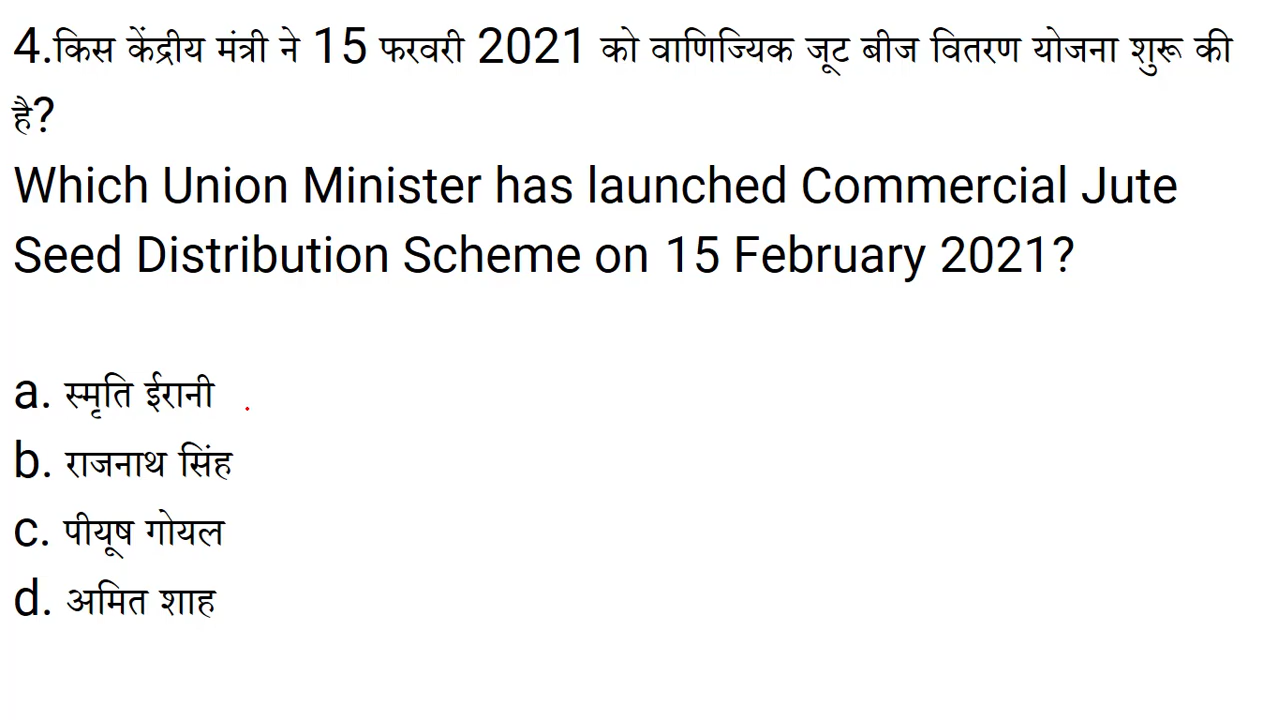 4.किस केंद्रीय मंत्री ने 15 फरवरी 2021 को वाणिज्यिक जूट बीज वितरण योजना शुरू की
है?
Which Union Minister has launched Commercial Jute
Seed Distribution Scheme on 15 February 2021?
a. स्मृति ईरानी
b. राजनाथ सिंह
c. पीयूष गोयल
d. अमित शाह